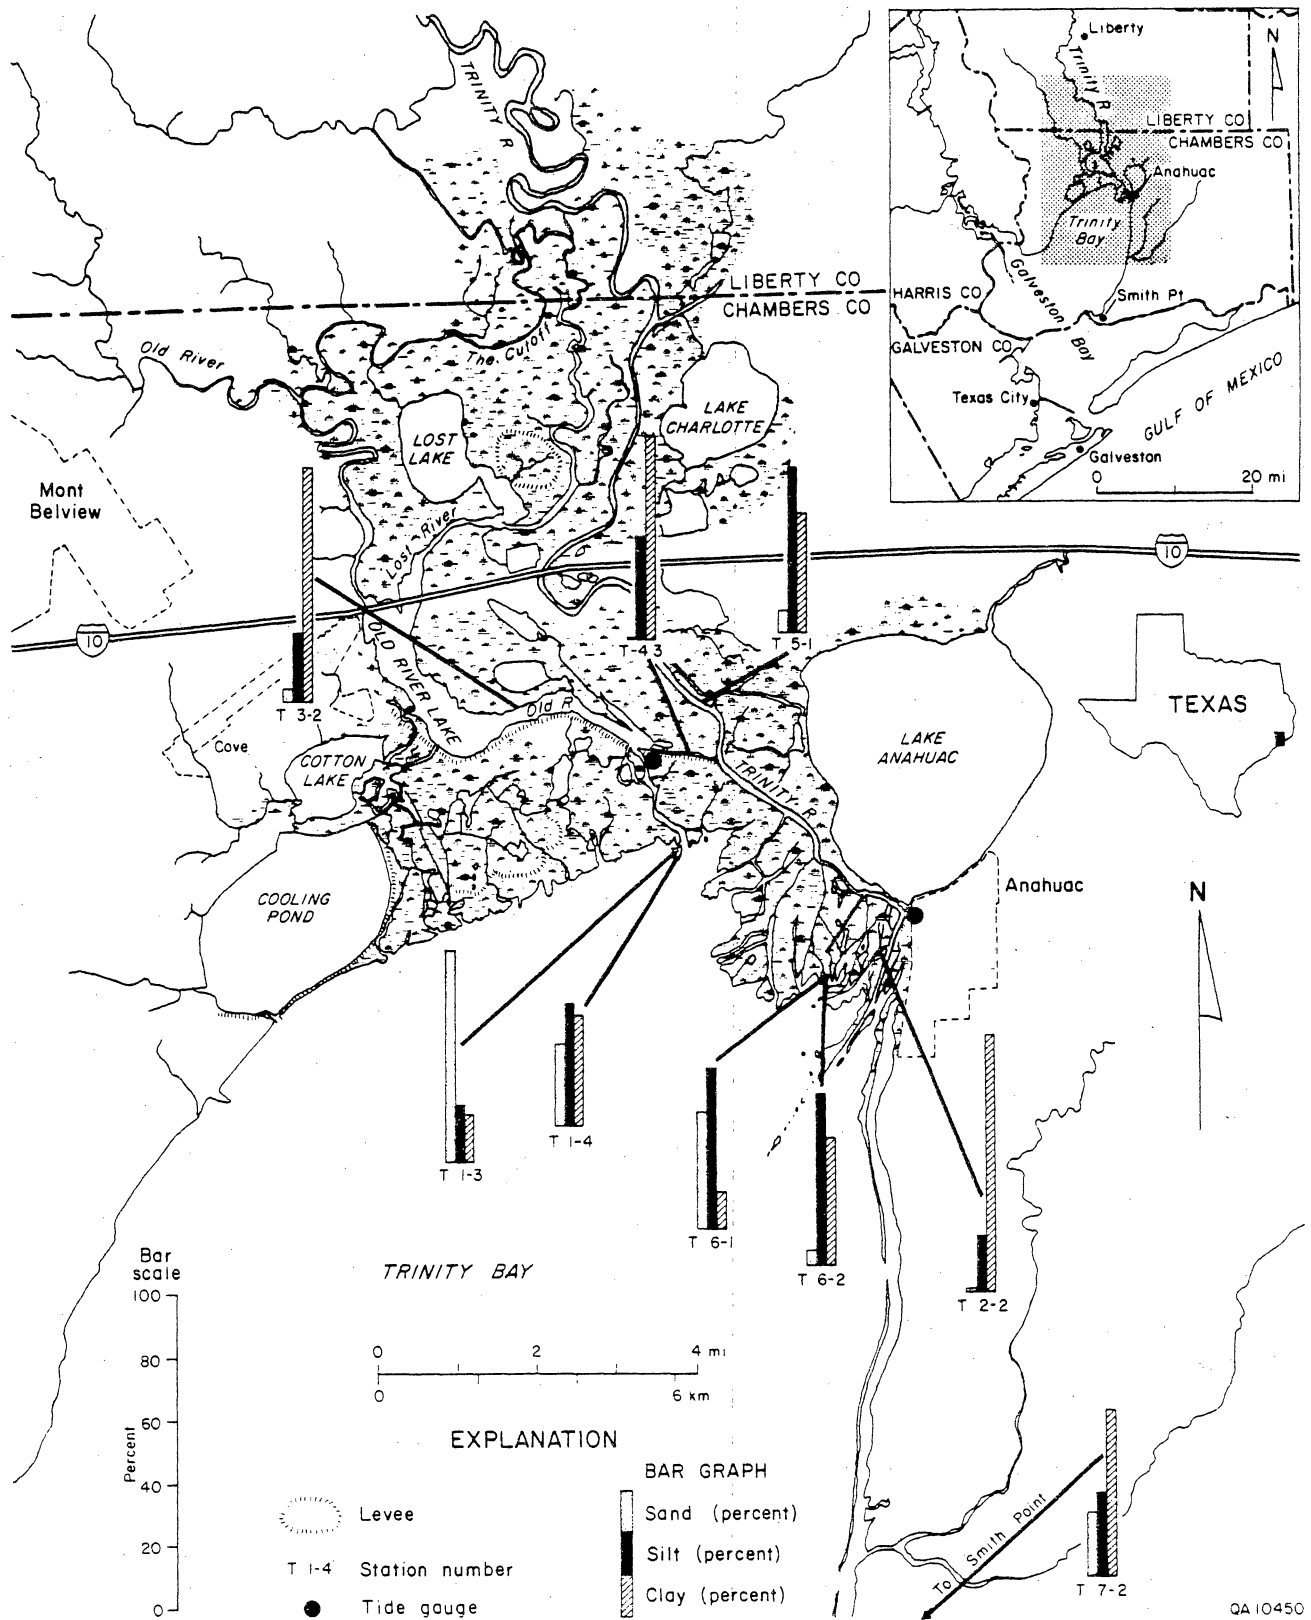 Liberty
N
Trinity R.
LIBERTY CO
CHAMBERS CO
Anahuac
Trinity
Bay
Galveston Bay
HARRIS CO
GALVESTON CO.
Smith Pt
Texas City
GULF OF MEXICO
Galveston
0 20 mi
TRINITY R
LIBERTY CO
CHAMBERS CO
Old River
The Cutoff
LAKE
CHARLOTTE
LOST
LAKE
Mont
Belview
Lost River
10
10
T 3-2
T-43
T 5-1
OLD RIVER LAKE
Old R
Cove
COTTON
LAKE
LAKE
ANAHUAC
TEXAS
TRINITY R
COOLING
POND
Anahuac
N
T 1-3
T 1-4
T 6-1
T 6-2
T 2-2
TRINITY BAY
Bar
scale
100
80
60
40
20
0
Percent
0 2 4 mi
0 6 km
EXPLANATION
Levee
T 1-4 Station number
Tide gauge
BAR GRAPH
Sand (percent)
Silt (percent)
Clay (percent)
To Smith Point
T 7-2
QA10450